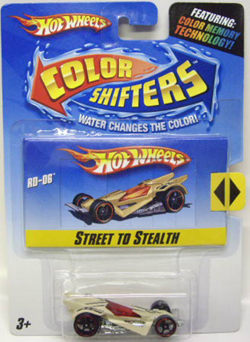 HOT WHEELS
FEATURING:
COLOR MEMORY
TECHNOLOGY!
COLOR
SHIFTERS
WATER CHANGES THE COLOR!
HOT WHEELS
RD-06
STREET TO STEALTH
3+